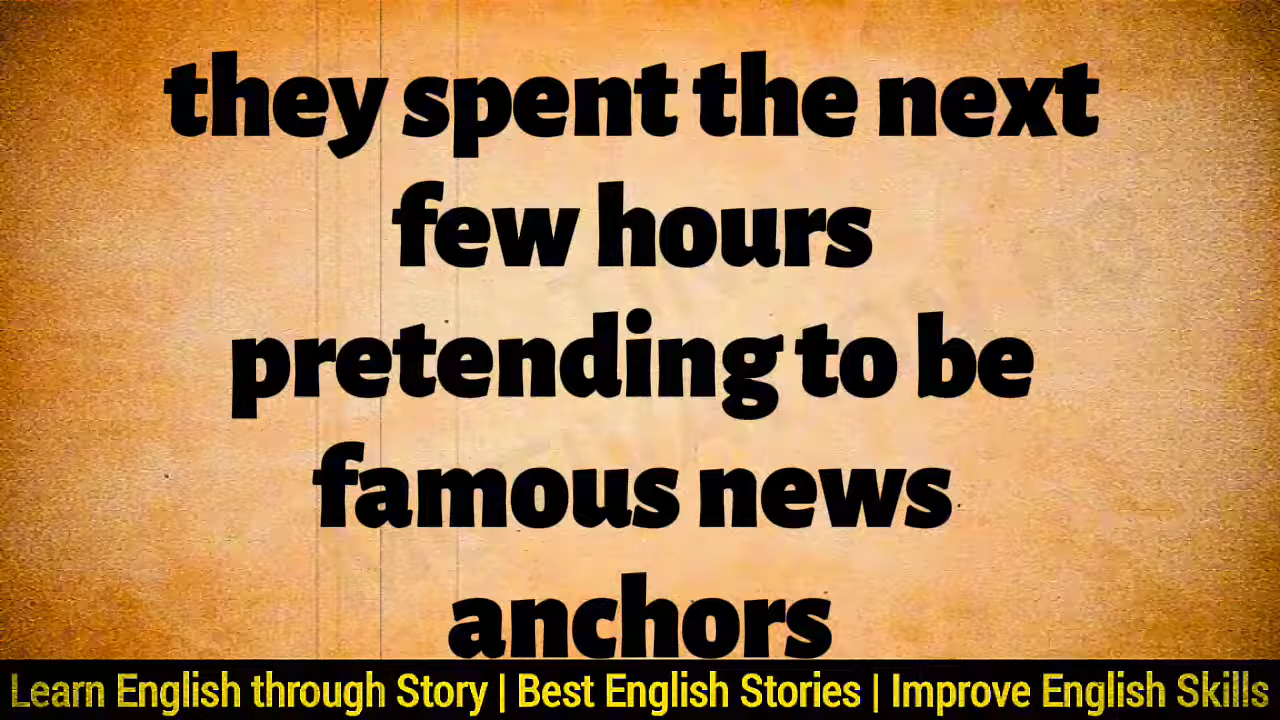 they spent the next
few hours
pretending to be
famous news
anchors
Learn English through Story | Best English Stories | Improve English Skills